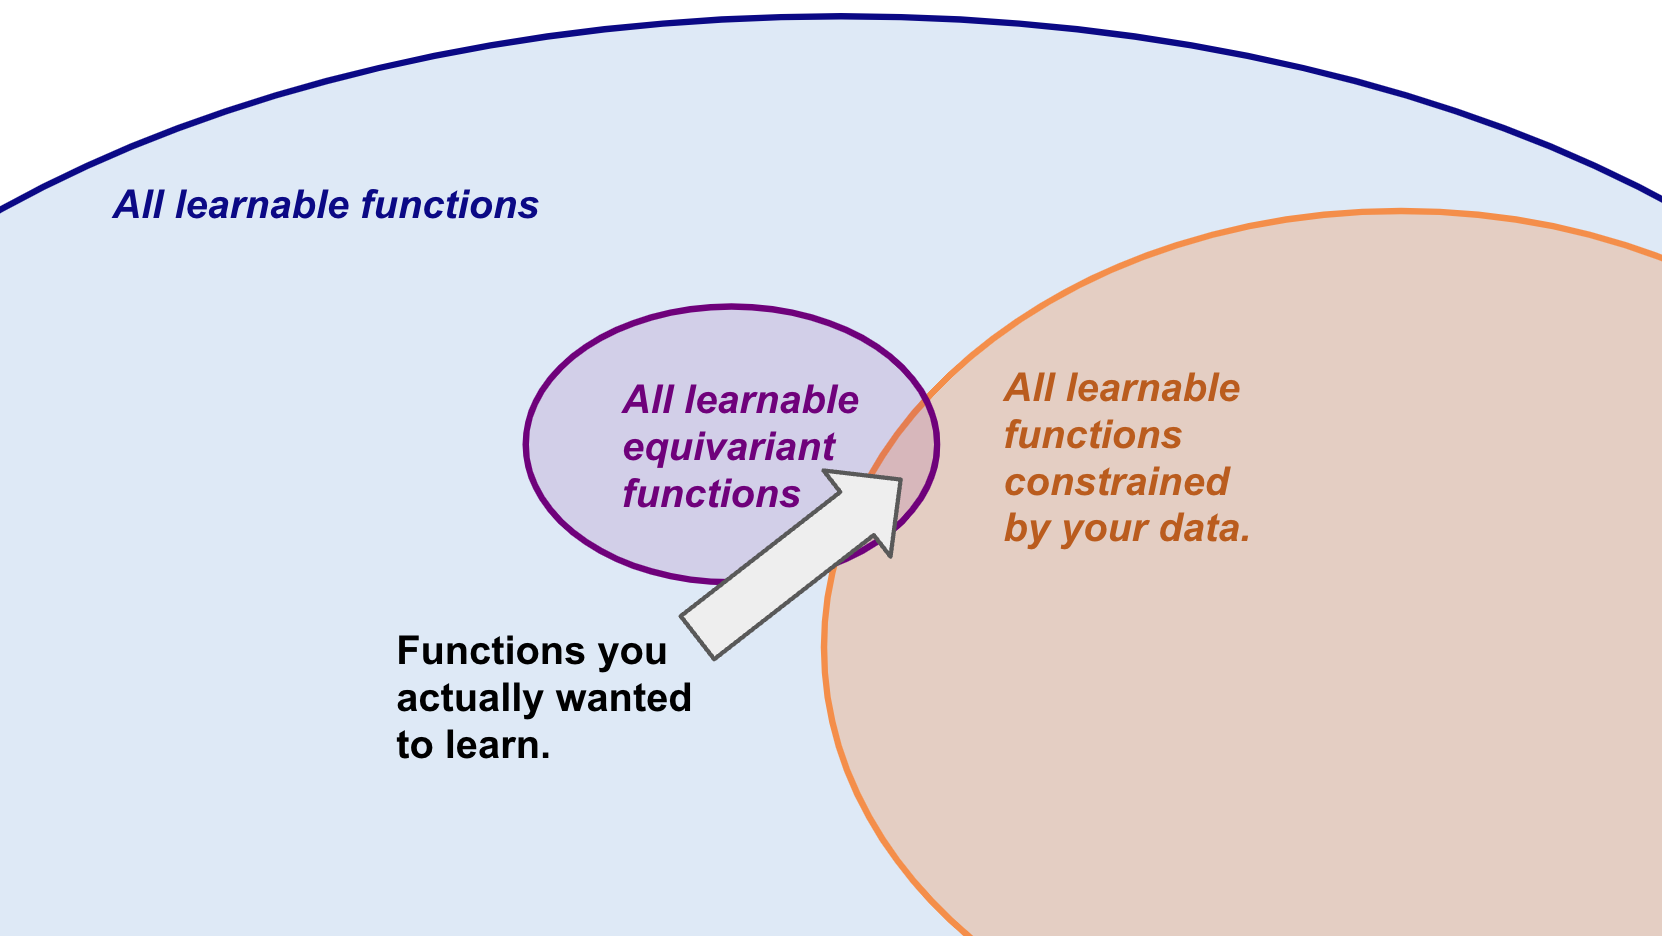 All learnable functions
All learnable
equivariant
functions
All learnable
functions
constrained
by your data.
Functions you
actually wanted
to learn.